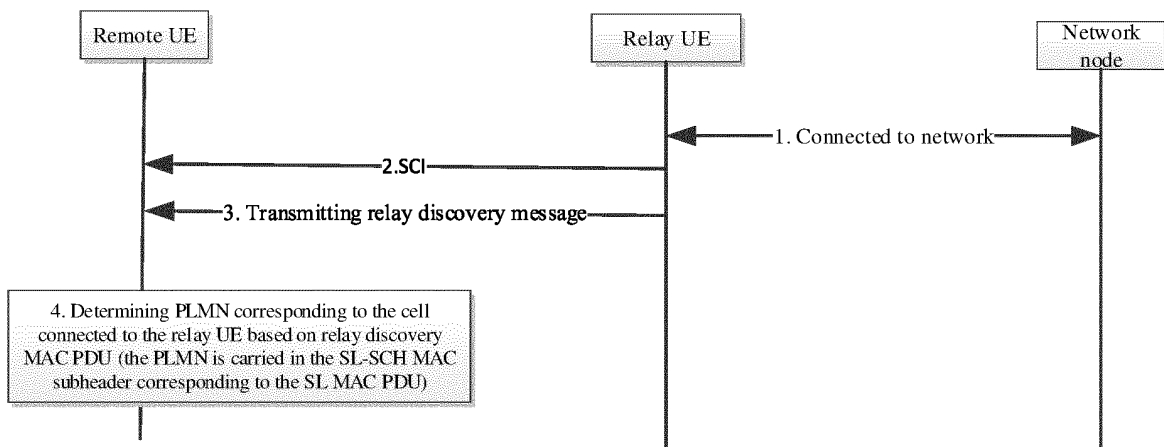 Remote UE
Relay UE
Network
node
1. Connected to network
2.SCI
3. Transmitting relay discovery message
4. Determining PLMN corresponding to the cell
connected to the relay UE based on relay discovery
MAC PDU (the PLMN is carried in the SL-SCH MAC
subheader corresponding to the SL MAC PDU)